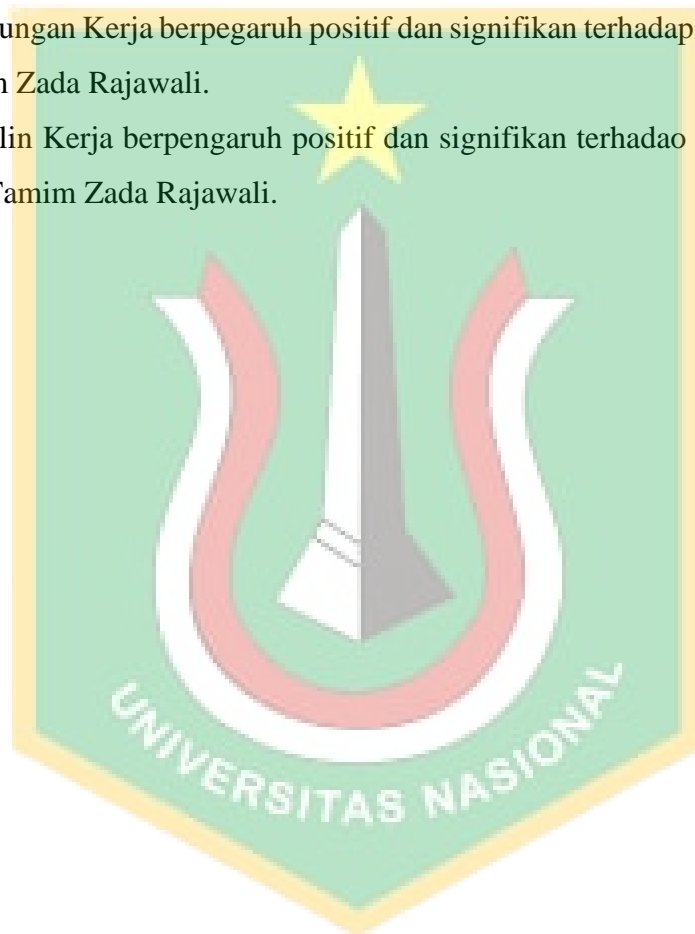 ungan Kerja berpegaruh positif dan signifikan terhadap
n Zada Rajawali.
lin Kerja berpengaruh positif dan signifikan terhadao
Tamim Zada Rajawali.
UNIVERSITAS NASIONAL